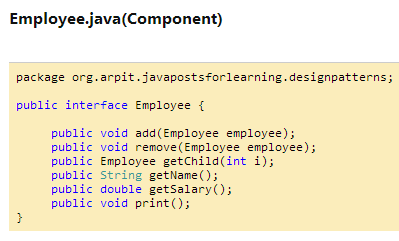 Employee.java(Component)
package org.arpit.javapostsforlearning.designpatterns;
public interface Employee {
public void add(Employee employee);
public void remove(Employee employee);
public Employee getChild(int i);
public String getName();
public double getSalary();
public void print();
}